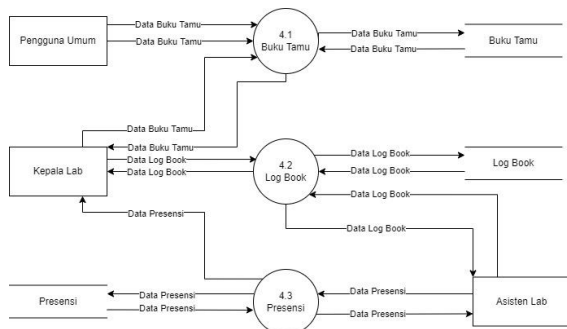 Data Buku Tamu
Pengguna Umum
Data Buku Tamu
4.1
Buku Tamu
Data Buku Tamu
Data Buku Tamu
Buku Tamu
Data Buku Tamu
Data Buku Tamu
Kepala Lab
Data Log Book
Data Log Book
4.2
Log Book
Data Log Book
Data Log Book
Log Book
Data Log Book
Data Presensi
Data Log Book
Presensi
Data Presensi
Data Presensi
4.3
Presensi
Data Presensi
Data Presensi
Asisten Lab